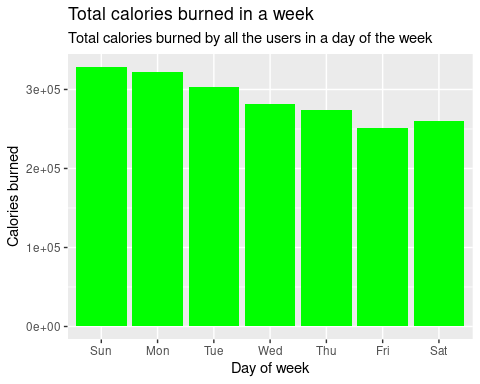 Total calories burned in a week
Total calories burned by all the users in a day of the week
Calories burned
3e+05
2e+05
1e+05
0e+00
Sun Mon Tue Wed Thu Fri Sat
Day of week